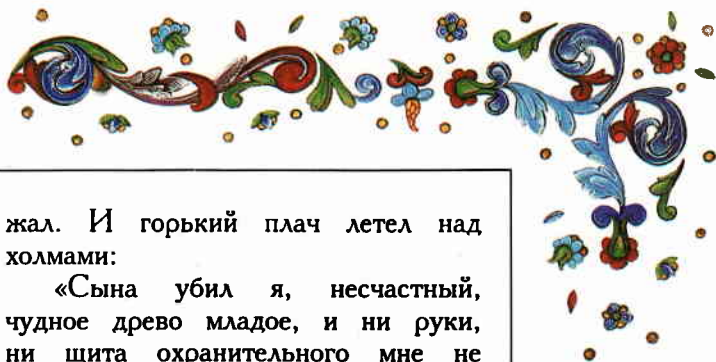 жал. И горький плач летел над
холмами:
«Сына убил я, несчастный,
чудное древо младое, и ни руки,
ни щита охранительного мне не